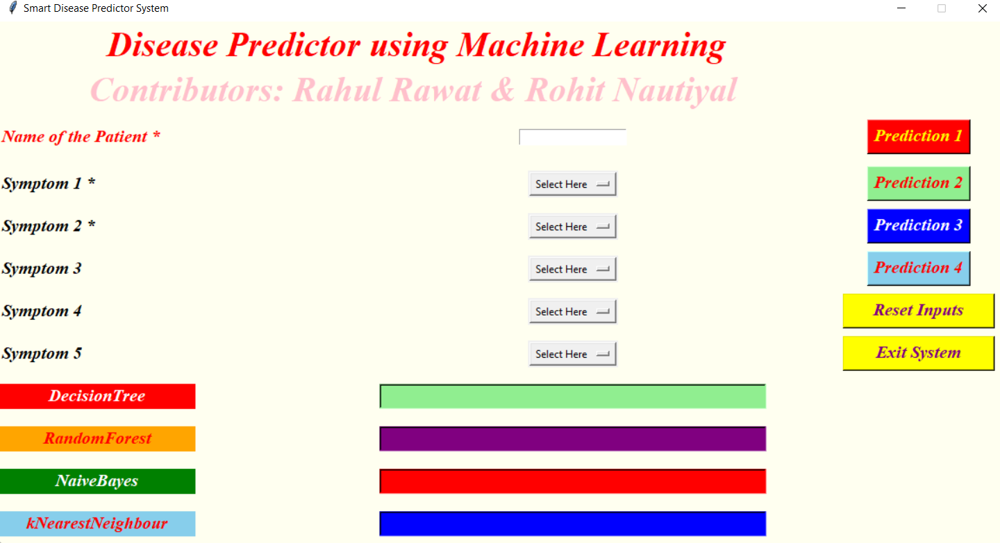 Smart Disease Predictor System
Disease Predictor using Machine Learning
Contributors: Rahul Rawat & Rohit Nautiyal
Name of the Patient *
Prediction 1
Symptom 1 *
Select Here
Prediction 2
Symptom 2 *
Select Here
Prediction 3
Symptom 3
Select Here
Prediction 4
Symptom 4
Select Here
Reset Inputs
Symptom 5
Select Here
Exit System
DecisionTree
RandomForest
NaiveBayes
kNearestNeighbour